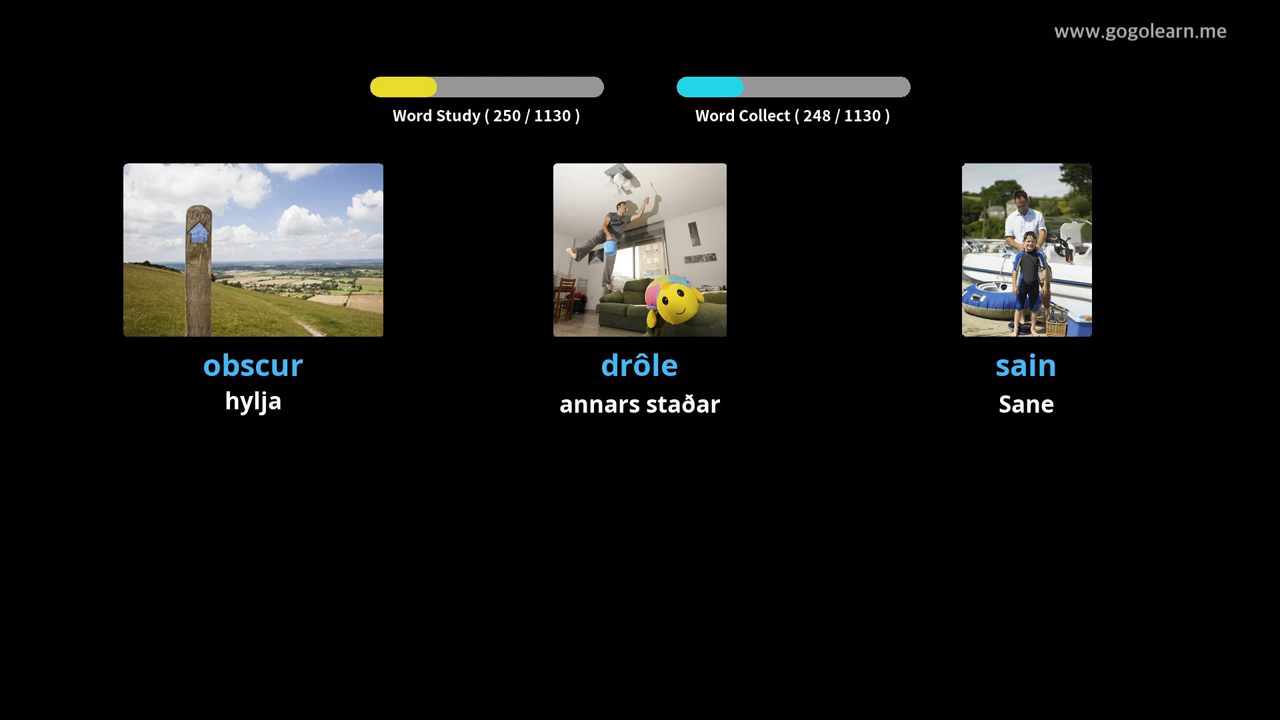 www.gogolearn.me
Word Study ( 250 / 1130 )
Word Collect ( 248 / 1130 )
obscur
hylja
drôle
annars staðar
sain
Sane